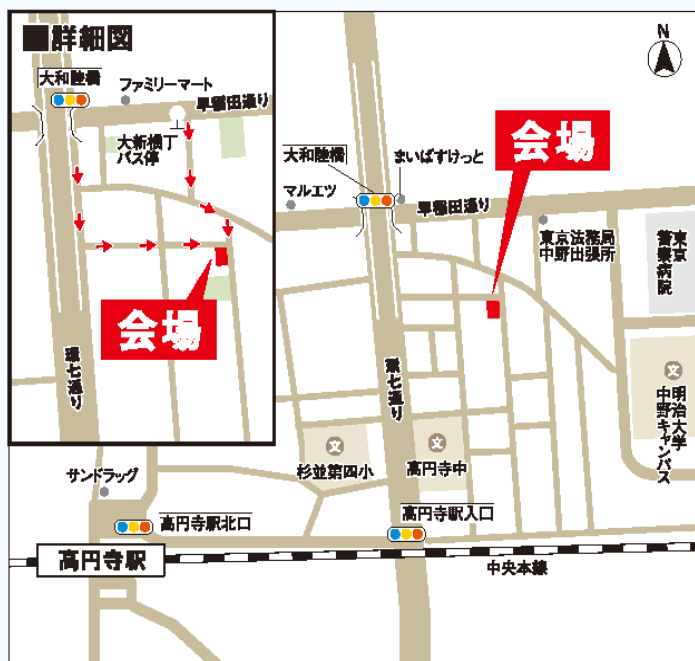 ■詳細図
大和陸橋
ファミリーマート
早稲田通り
大新横丁
バス停
会場
環七通り
N
会場
大和陸橋
まいばすけっと
マルエツ
早稲田通り
東京法務局
中野出張所
東京
警察病院
環七通り
文
明治大学
中野キャンパス
文
杉並第四小
文
高円寺中
サンドラッグ
高円寺駅北口
高円寺駅入口
高円寺駅
中央本線